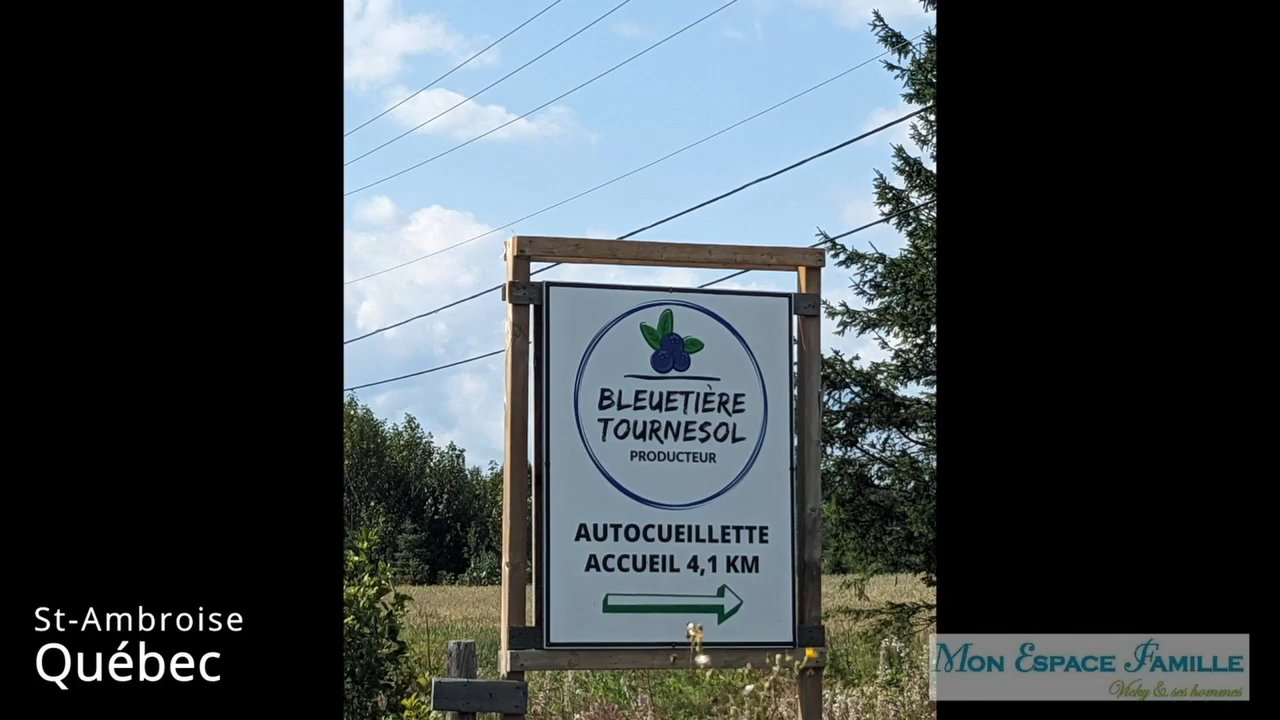 BLEUETIÈRE
TOURNESOL
PRODUCTEUR
AUTOCUEILLETTE
ACCUEIL 4,1 KM
St-Ambroise
Québec
MON ESPACE FAMILLE
Vicky & ses hommes